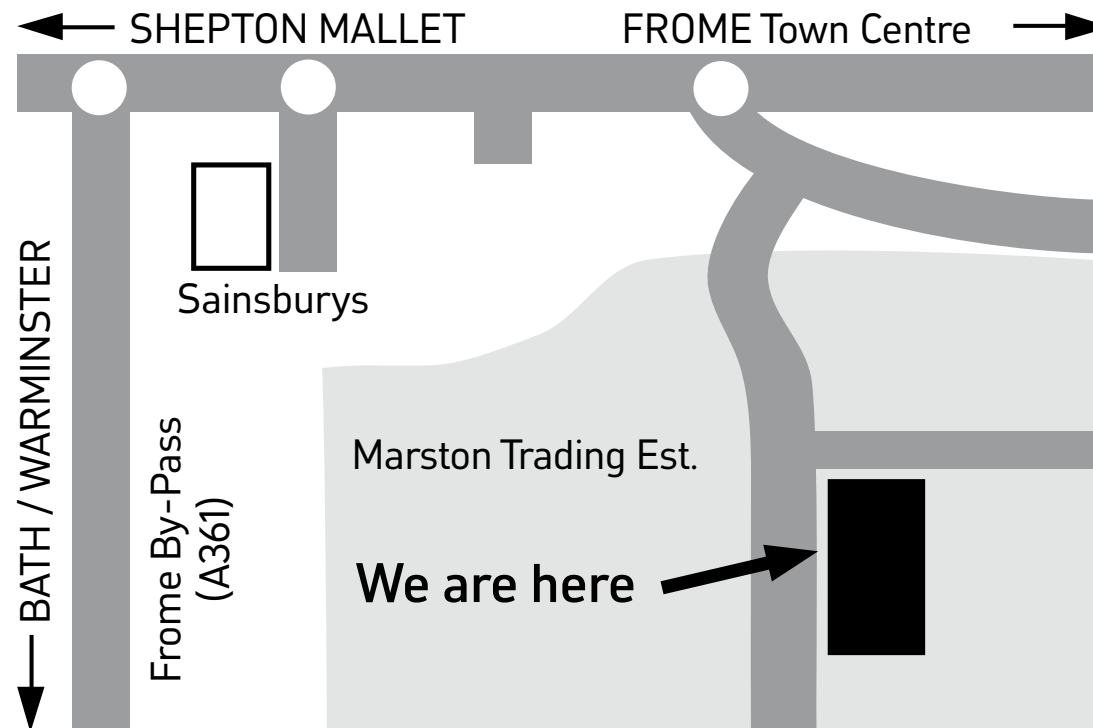 SHEPTON MALLET
FROME Town Centre
Sainsburys
BATH / WARMINSTER
Frome By-Pass
(A361)
Marston Trading Est.
We are here